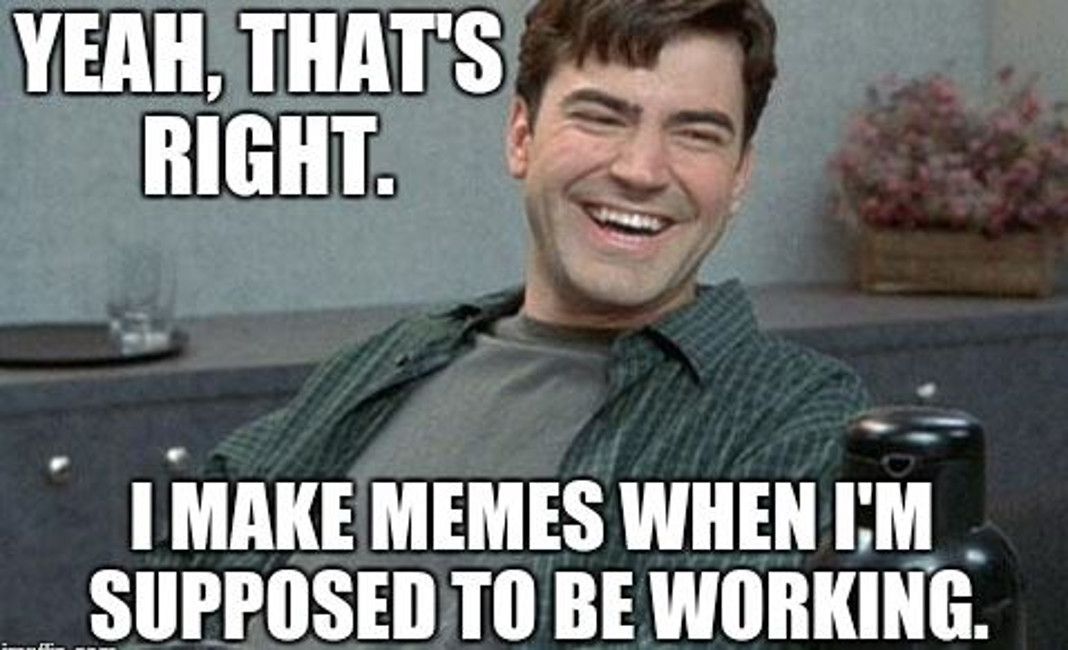 YEAH, THAT'S
RIGHT.
I MAKE MEMES WHEN I'M
SUPPOSED TO BE WORKING.